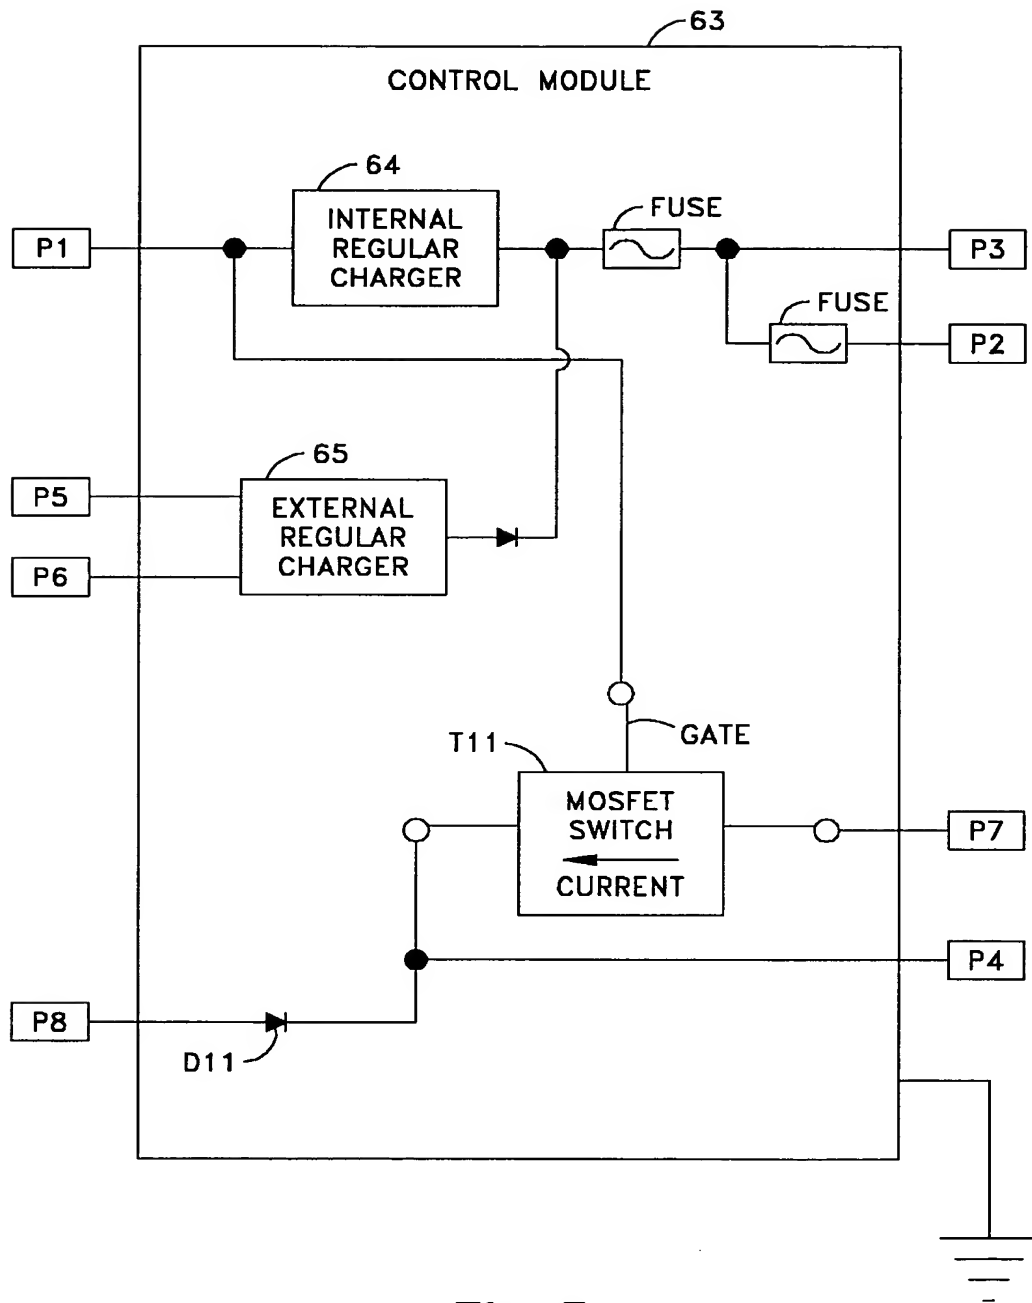 63
CONTROL MODULE
64
INTERNAL
REGULAR
CHARGER
FUSE
P1
P3
FUSE
P2
65
P5
EXTERNAL
REGULAR
CHARGER
P6
GATE
T11
MOSFET
SWITCH
CURRENT
P7
P4
P8
D11